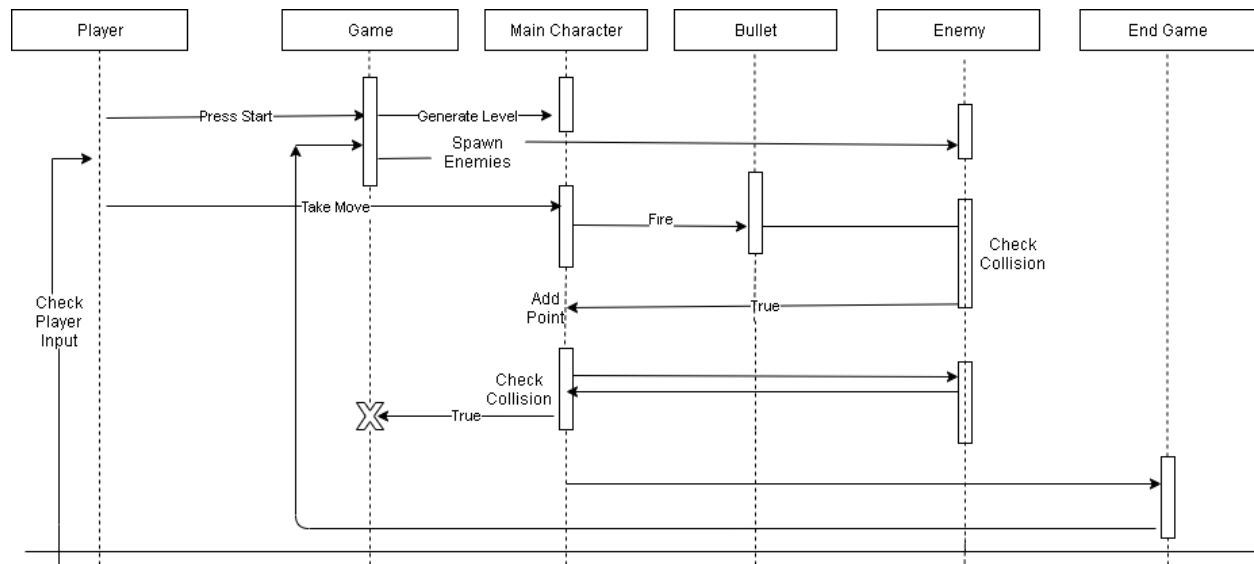 Player
Game
Main Character
Bullet
Enemy
End Game
Press Start
Generate Level
Spawn
Enemies
Take Move
Fire
Check
Collision
Add
Point
True
Check
Player
Input
Check
Collision
True